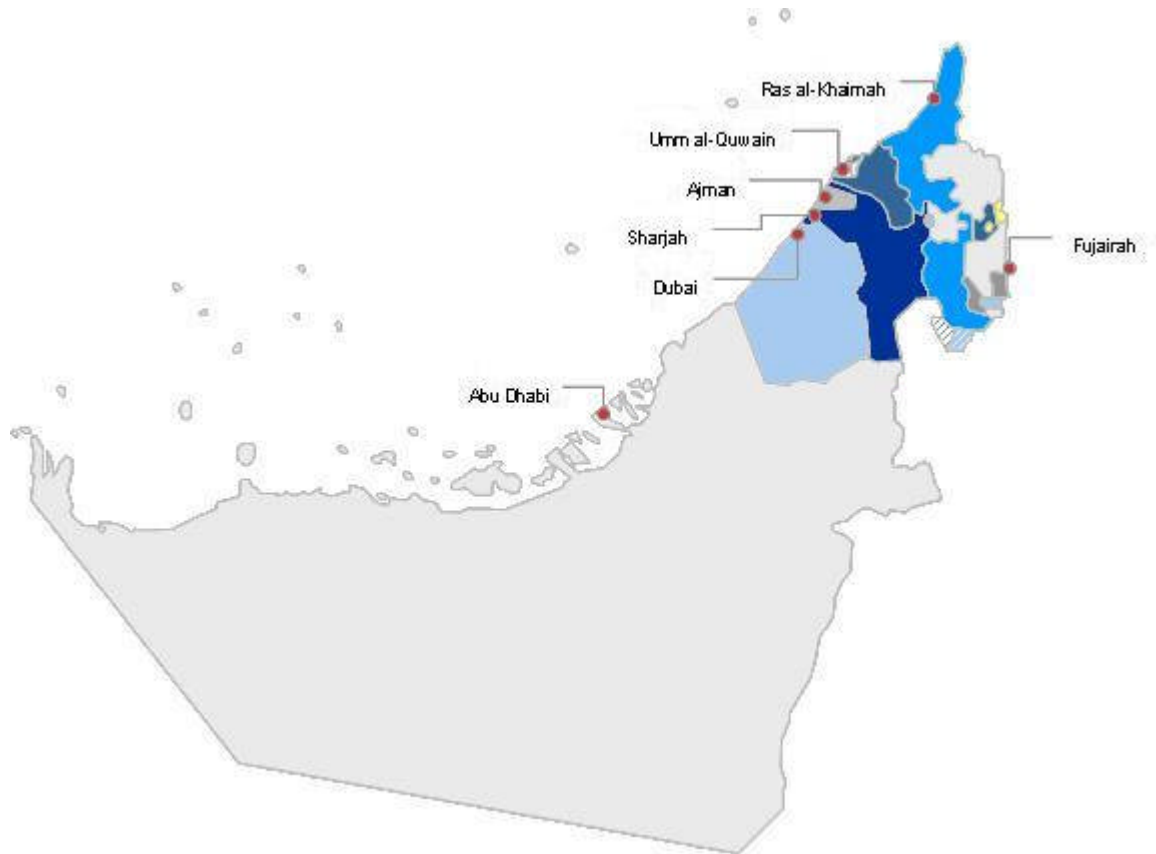 Ras al-Khaimah
Umm al-Quwain
Ajman
Sharjah
Fujairah
Dubai
Abu Dhabi